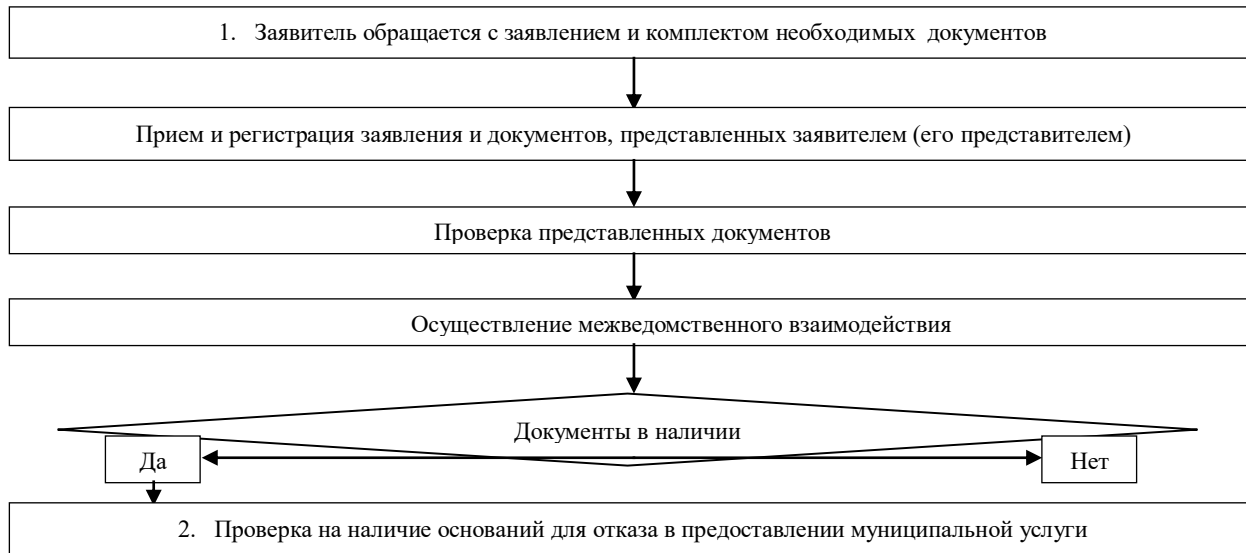 1. Заявитель обращается с заявлением и комплектом необходимых документов
Прием и регистрация заявления и документов, представленных заявителем (его представителем)
Проверка представленных документов
Осуществление межведомственного взаимодействия
Документы в наличии
Да
Нет
2. Проверка на наличие оснований для отказа в предоставлении муниципальной услуги